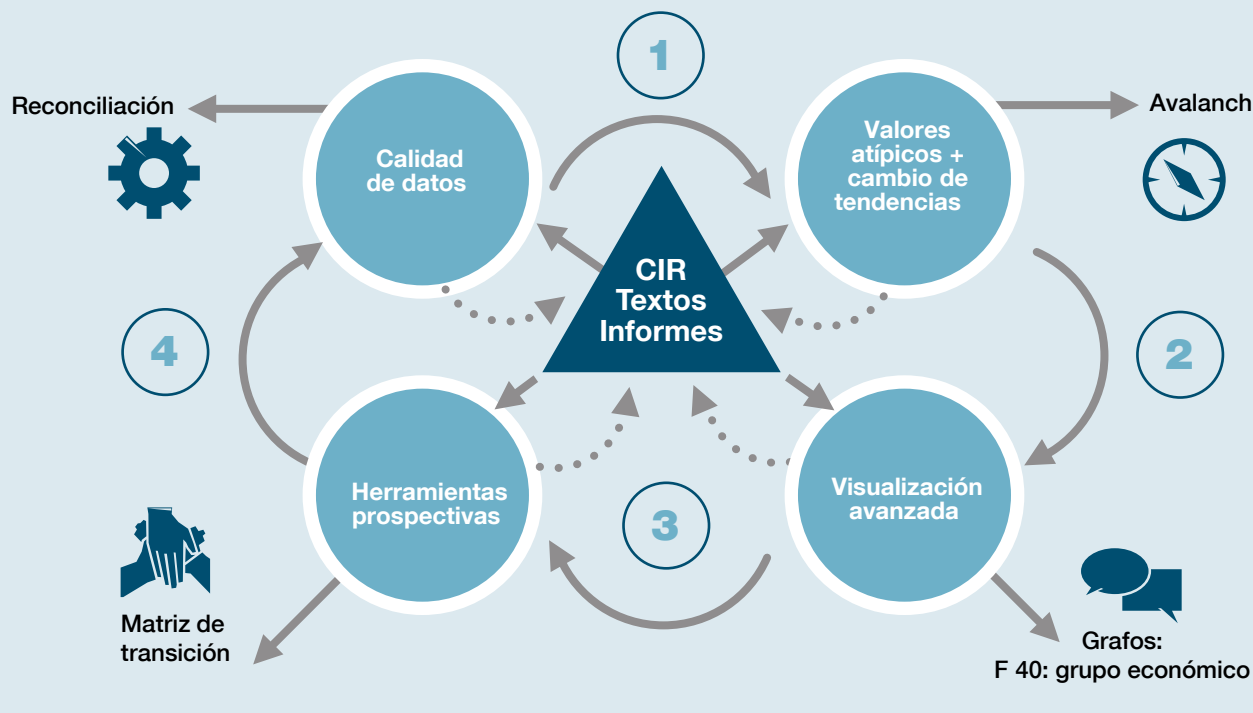 1
Reconciliación
Avalanch
Calidad
de datos
Valores
atípicos +
cambio de
tendencias
CIR
Textos
Informes
4
2
Herramientas
prospectivas
Visualización
avanzada
3
Matriz de
transición
Grafos:
F 40: grupo económico